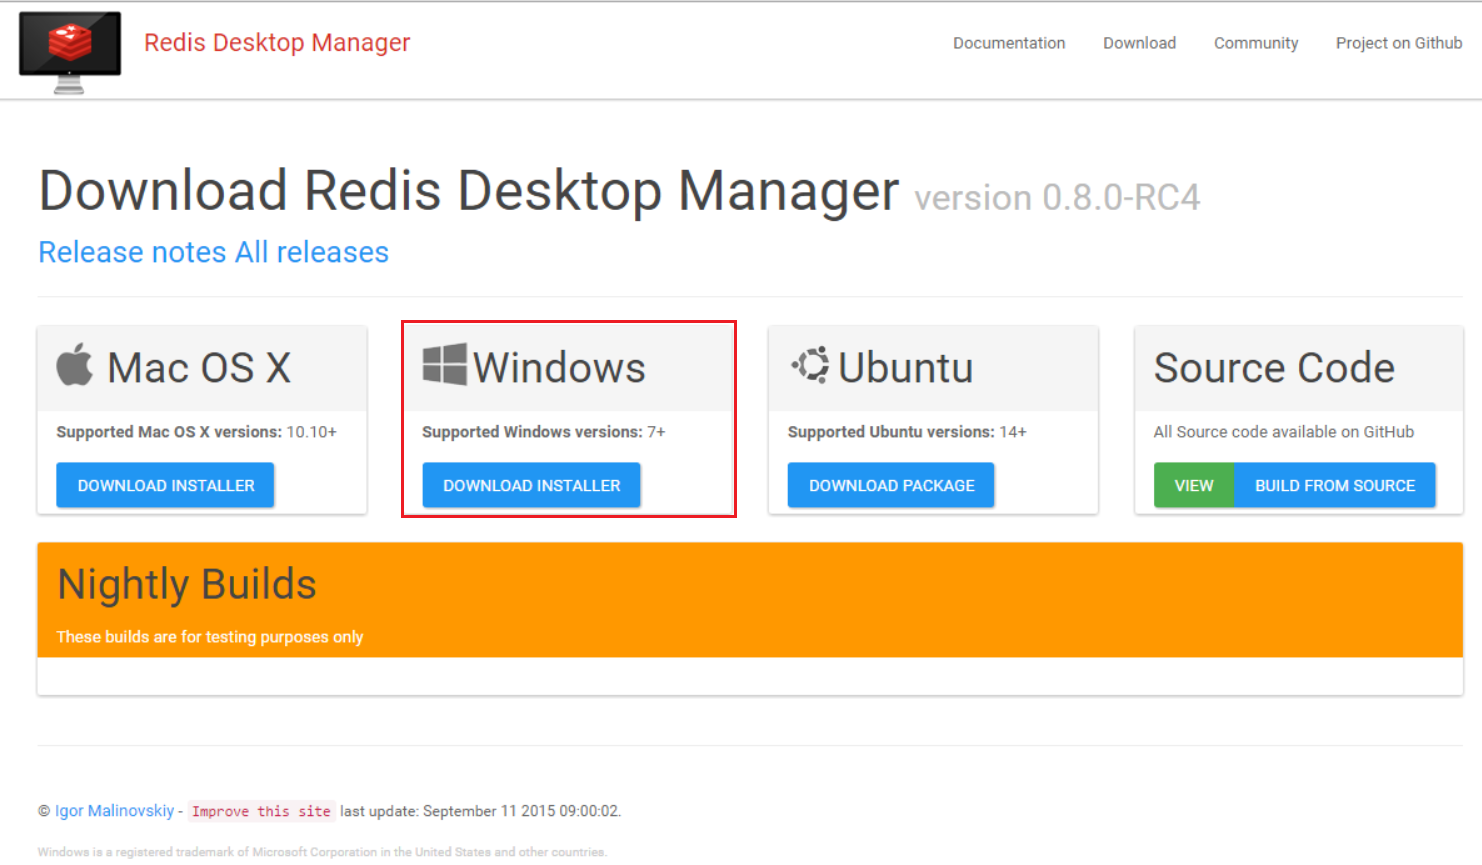 Redis Desktop Manager
Documentation Download Community Project on Github
Download Redis Desktop Manager version 0.8.0-RC4
Release notes All releases
Mac OS X
Supported Mac OS X versions: 10.10+
DOWNLOAD INSTALLER
Windows
Supported Windows versions: 7+
DOWNLOAD INSTALLER
Ubuntu
Supported Ubuntu versions: 14+
DOWNLOAD PACKAGE
Source Code
All Source code available on GitHub
VIEW BUILD FROM SOURCE
Nightly Builds
These builds are for testing purposes only
© Igor Malinovskiy - Improve this site last update: September 11 2015 09:00:02.
Windows is a registered trademark of Microsoft Corporation in the United States and other countries.